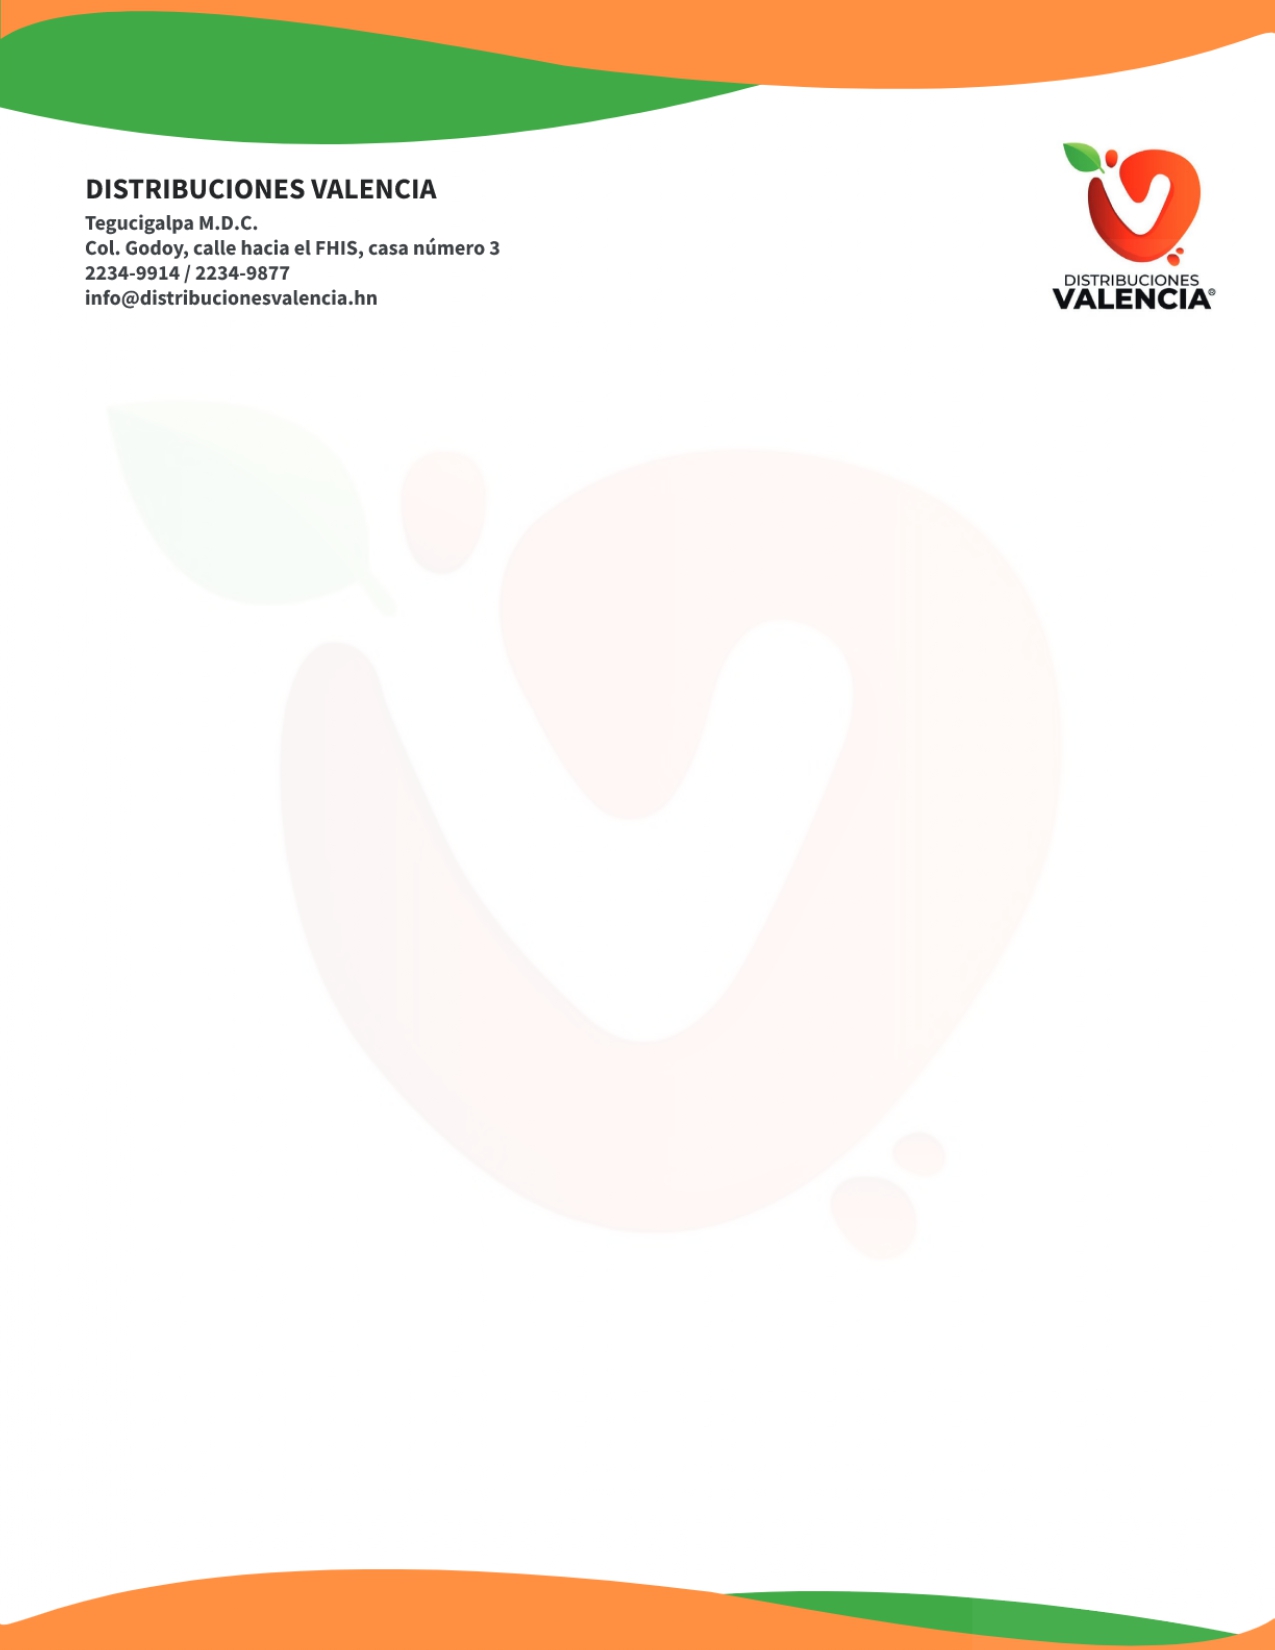 DISTRIBUCIONES VALENCIA
Tegucigalpa M.D.C.
Col. Godoy, calle hacia el FHIS, casa número 3
2234-9914 / 2234-9877
info@distribucionesvalencia.hn
DISTRIBUCIONES
VALENCIA®